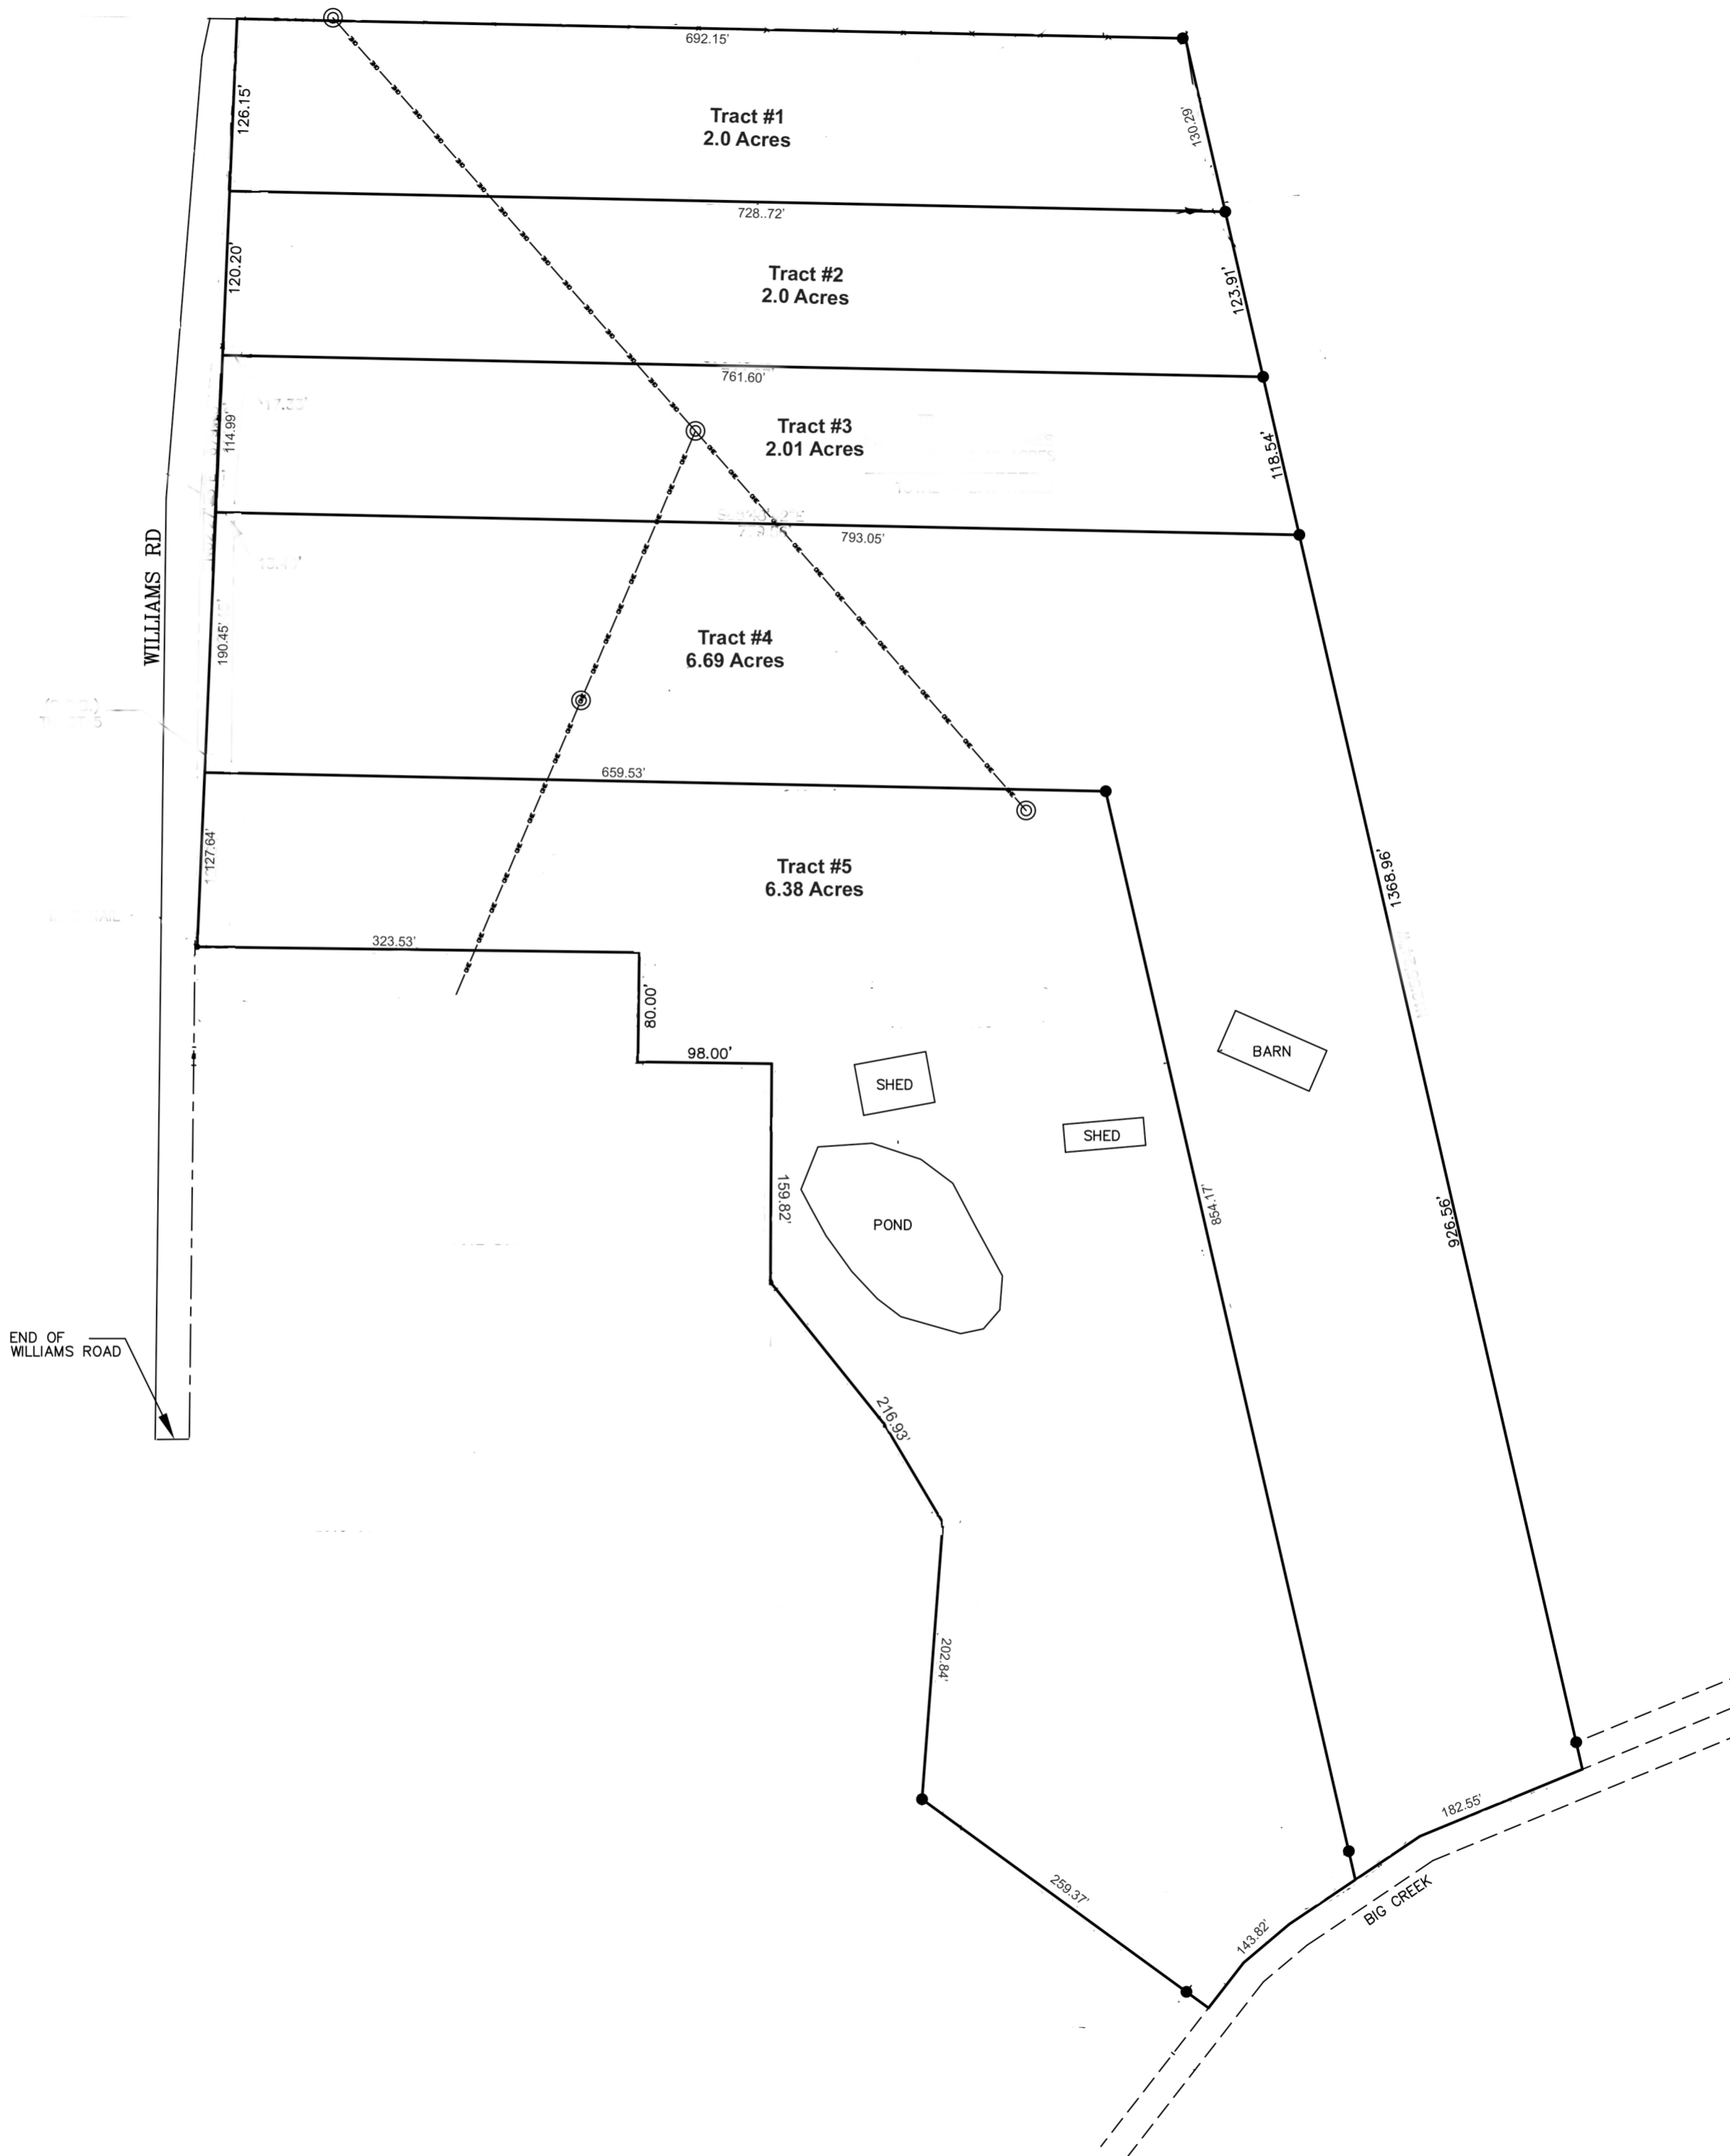 692.15'
126.15'
Tract #1
2.0 Acres
130.29'
728..72'
120.20'
Tract #2
2.0 Acres
123.91'
761.60'
114.99'
Tract #3
2.01 Acres
118.54'
793.05'
WILLIAMS RD
190.45'
Tract #4
6.69 Acres
659.53'
127.64'
Tract #5
6.38 Acres
1368.96'
323.53'
80.00'
98.00'
BARN
SHED
SHED
159.82'
854.17'
926.56'
POND
END OF
WILLIAMS ROAD
216.93'
202.84'
182.55'
259.37'
BIG CREEK
143.82'
OHE